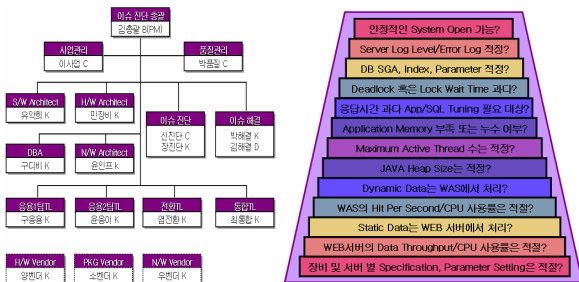 이슈 진단 총괄
김총괄 B(PM)
사업관리
이사업 C
품질관리
박품질 C
S/W Architect
유악희 K
H/W Architect
민장비 K
이슈 진단
신진단 C
장진단 K
이슈 해결
박해결 K
김해결 D
DBA
구디비 K
N/W Architect
윤인프 k
응용1팀TL
구응용 K
응용2팀TL
윤용이 K
전환TL
염전환 K
통합TL
최통합 K
H/W Vendor
양벤더 K
PKG Vendor
소벤더 K
N/W Vendor
우벤더 K
안정적인 System Open 가능?
Server Log Level/Error Log 적정?
DB SGA, Index, Parameter 적정?
Deadlock 혹은 Lock Wait Time 과다?
응답시간 과다 App/SQL Tuning 필요 대상?
Application Memory 부족 또는 누수 여부?
Maximum Active Thread 수는 적정?
JAVA Heap Size는 적정?
Dynamic Data는 WAS에서 처리?
WAS의 Hit Per Second/CPU 사용률은 적절?
Static Data는 WEB 서버에서 처리?
WEB서버의 Data Throughput/CPU 사용률은 적정?
장비 및 서버 별 Specification, Parameter Setting은 적절?